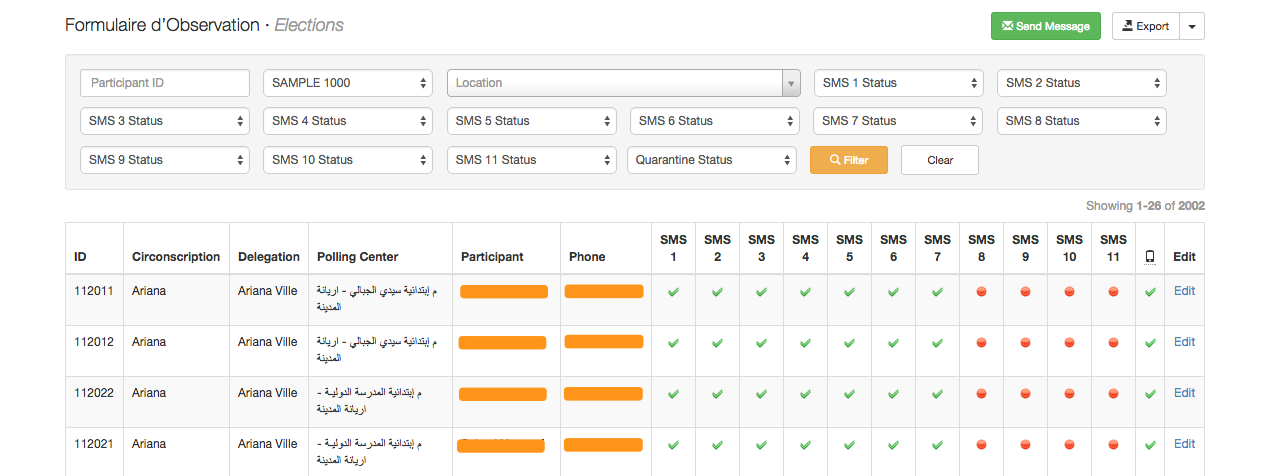 Formulaire d'Observation · Elections
Send Message
Export
Participant ID
SAMPLE 1000
Location
SMS 1 Status
SMS 2 Status
SMS 3 Status
SMS 4 Status
SMS 5 Status
SMS 6 Status
SMS 7 Status
SMS 8 Status
SMS 9 Status
SMS 10 Status
SMS 11 Status
Quarantine Status
Filter
Clear
Showing 1-26 of 2002
ID Circonscription Delegation Polling Center Participant Phone SMS 1 SMS 2 SMS 3 SMS 4 SMS 5 SMS 6 SMS 7 SMS 8 SMS 9 SMS 10 SMS 11 Edit
112011 Ariana Ariana Ville م إبتدائية سيدي الجبالي - اريانة Edit
المدينة
112012 Ariana Ariana Ville م إبتدائية سيدي الجبالي - اريانة Edit
المدينة
112022 Ariana Ariana Ville م إبتدائية المدرسة الدولية - Edit
اريانة المدينة
112021 Ariana Ariana Ville م إبتدائية المدرسة الدولية - Edit
اريانة المدينة